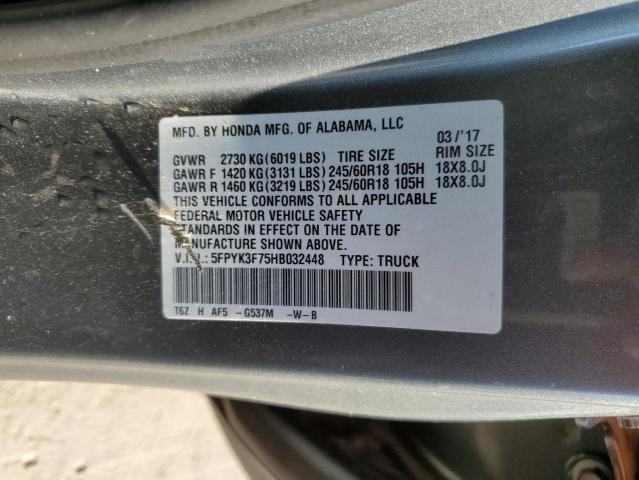 MFD. BY HONDA MFG. OF ALABAMA, LLC 03/'17
GVWR 2730 KG(6019 LBS) TIRE SIZE RIM SIZE
GAWR F 1420 KG(3131 LBS) 245/60R18 105H 18X8.0J
GAWR R 1460 KG(3219 LBS) 245/60R18 105H 18X8.0J
THIS VEHICLE CONFORMS TO ALL APPLICABLE
FEDERAL MOTOR VEHICLE SAFETY
STANDARDS IN EFFECT ON THE DATE OF
MANUFACTURE SHOWN ABOVE.
V.I.N.: 5FPYK3F75HB032448 TYPE: TRUCK
T6Z H AF5 -G537M -W-B